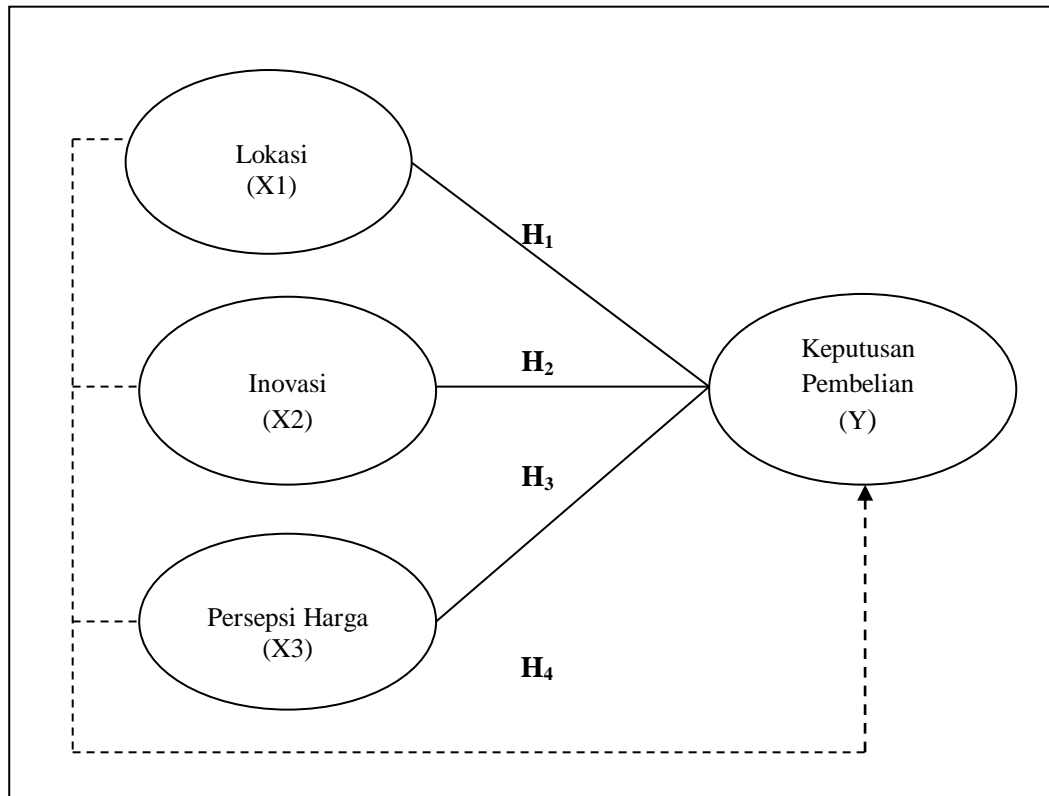 Lokasi
(X1)
H₁
Inovasi
(X2)
H₂
Keputusan
Pembelian
(Y)
H₃
Persepsi Harga
(X3)
H₄